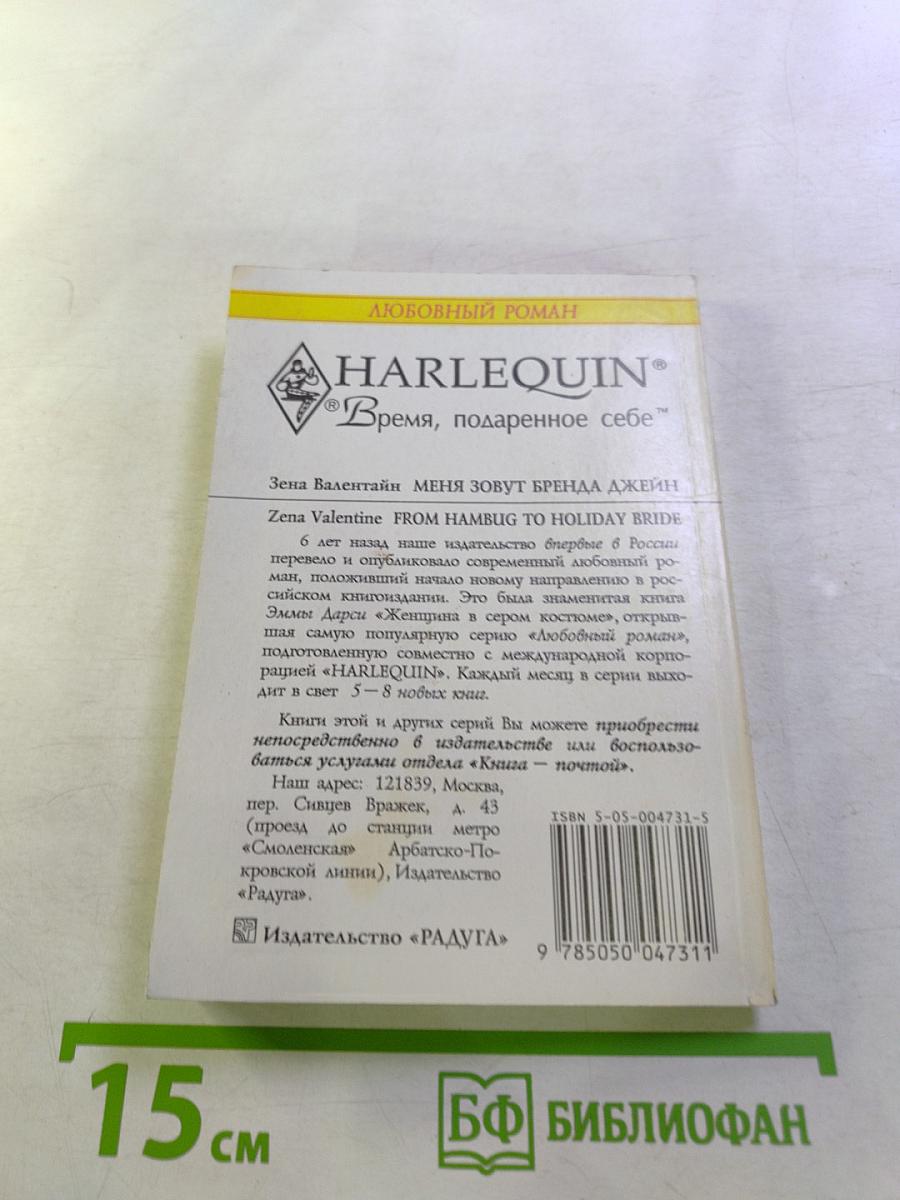 ЛЮБОВНЫЙ РОМАН
HARLEQUIN®
® Время, подаренное себе™
Зена Валентайн МЕНЯ ЗОВУТ БРЕНДА ДЖЕЙН
Zena Valentine FROM HAMBUG TO HOLIDAY BRIDE
6 лет назад наше издательство впервые в России
перевело и опубликовало современный любовный ро-
ман, положивший начало новому направлению в рос-
сийском книгоиздании. Это была знаменитая книга
Эммы Дарси «Женщина в сером костюме», открыв-
шая самую популярную серию «Любовный роман»,
подготовленную совместно с международной корпо-
рацией «HARLEQUIN». Каждый месяц в серии выхо-
дит в свет 5 — 8 новых книг.
Книги этой и других серий Вы можете приобрести
непосредственно в издательстве или воспользо-
ваться услугами отдела «Книга — почтой».
Наш адрес: 121839, Москва,
пер. Сивцев Вражек, д. 43
(проезд до станции метро
«Смоленская» Арбатско-По-
кровской линии), Издательство
«Радуга».
Издательство «РАДУГА»
ISBN 5-05-004731-5
9 785050 047311
15 см
БФ БИБЛИОФАН